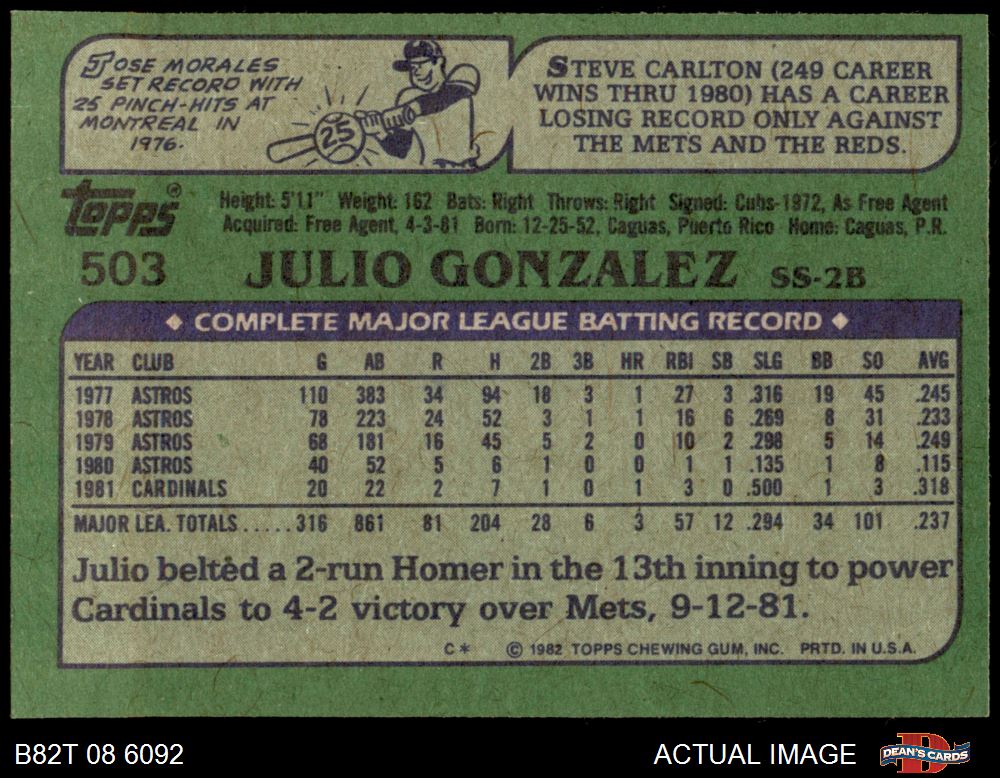 JOSE MORALES
SET RECORD WITH
25 PINCH-HITS AT
MONTREAL IN
1976.
25
STEVE CARLTON (249 CAREER
WINS THRU 1980) HAS A CAREER
LOSING RECORD ONLY AGAINST
THE METS AND THE REDS.
Topps®
Height: 5'11" Weight: 162 Bats: Right Throws: Right Signed: Cubs-1972, As Free Agent
Acquired: Free Agent, 4-3-81 Born: 12-25-52, Caguas, Puerto Rico Home: Caguas, P.R.
503 JULIO GONZALEZ SS-2B
◆ COMPLETE MAJOR LEAGUE BATTING RECORD ◆
YEAR CLUB G AB R H 2B 3B HR RBI SB SLG BB SO AVG
1977 ASTROS 110 383 34 94 18 3 1 27 3 .316 19 45 .245
1978 ASTROS 78 223 24 52 3 1 1 16 6 .269 8 31 .233
1979 ASTROS 68 181 16 45 5 2 0 10 2 .298 5 14 .249
1980 ASTROS 40 52 5 6 1 0 0 1 1 .135 1 8 .115
1981 CARDINALS 20 22 2 7 1 0 1 3 0 .500 1 3 .318
MAJOR LEA. TOTALS.....316 861 81 204 28 6 3 57 12 .294 34 101 .237
Julio belted a 2-run Homer in the 13th inning to power
Cardinals to 4-2 victory over Mets, 9-12-81.
C* © 1982 TOPPS CHEWING GUM, INC. PRTD. IN U.S.A.
B82T 08 6092 ACTUAL IMAGE D DEAN'S CARDS